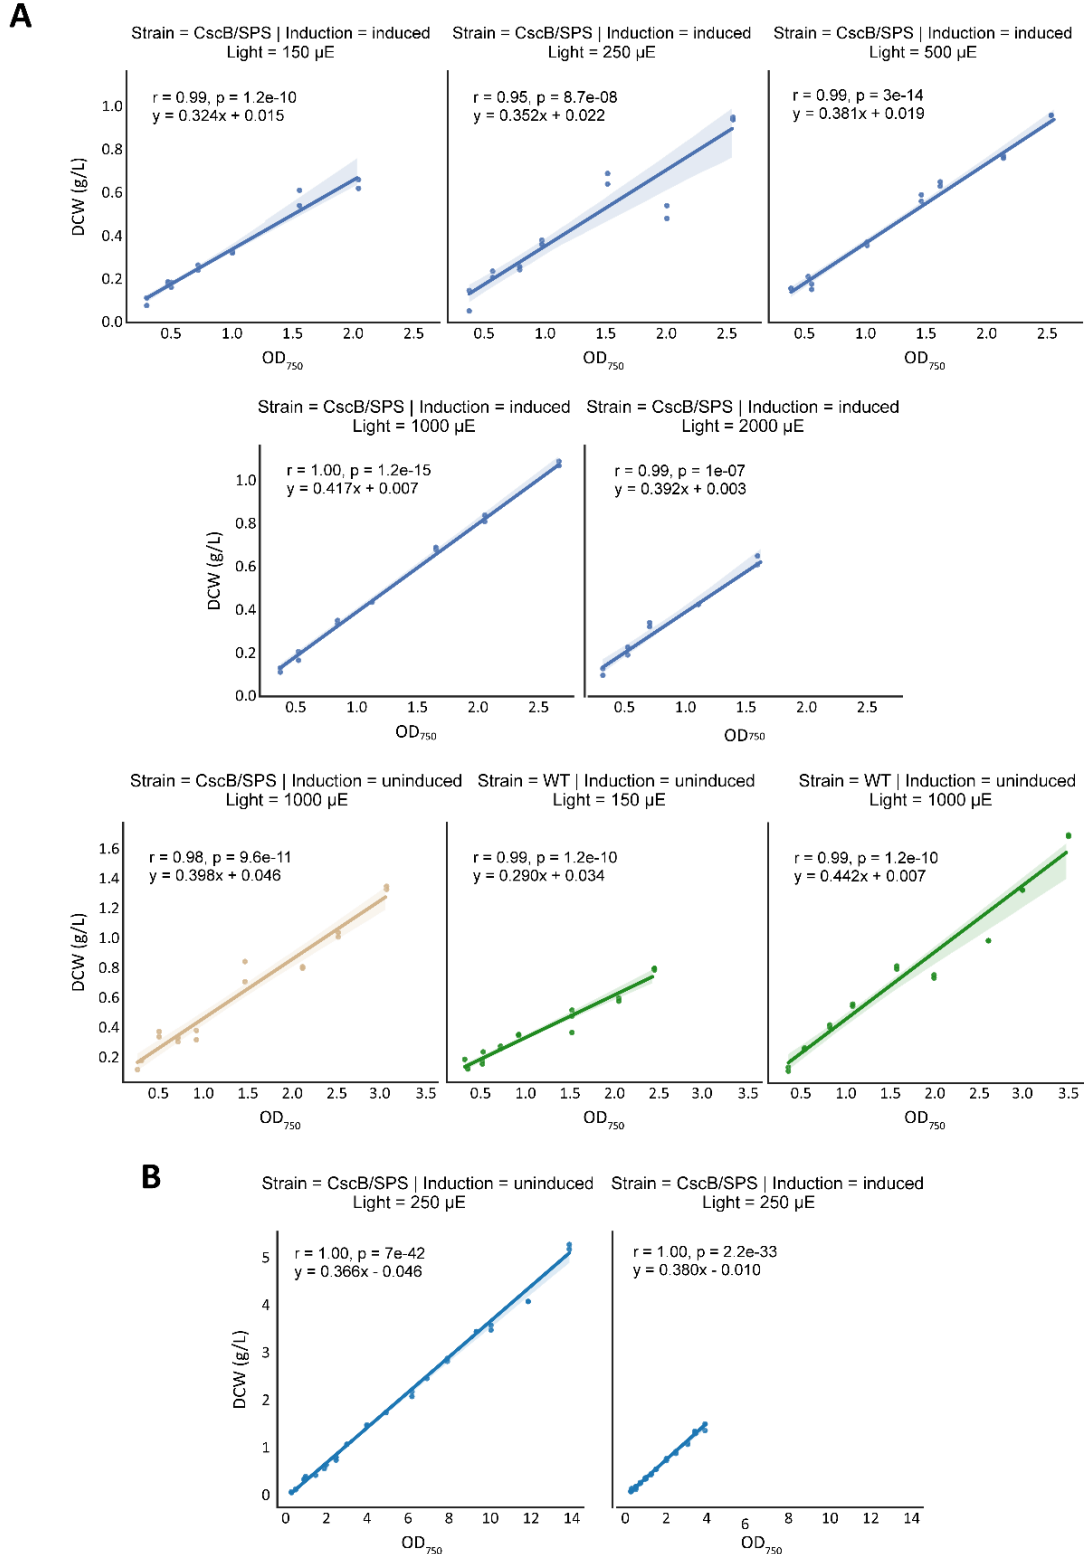 A
Strain = CscB/SPS | Induction = induced
Light = 150 µE
Strain = CscB/SPS | Induction = induced
Light = 250 µE
Strain = CscB/SPS | Induction = induced
Light = 500 µE
r = 0.99, p = 1.2e-10
y = 0.324x + 0.015
r = 0.95, p = 8.7e-08
y = 0.352x + 0.022
r = 0.99, p = 3e-14
y = 0.381x + 0.019
DCW (g/L)
1.0
0.8
0.6
0.4
0.2
0.0
0.5 1.0 1.5 2.0 2.5
0.5 1.0 1.5 2.0 2.5
0.5 1.0 1.5 2.0 2.5
OD750
OD750
OD750
Strain = CscB/SPS | Induction = induced
Light = 1000 µE
Strain = CscB/SPS | Induction = induced
Light = 2000 µE
r = 1.00, p = 1.2e-15
y = 0.417x + 0.007
r = 0.99, p = 1e-07
y = 0.392x + 0.003
DCW (g/L)
1.0
0.8
0.6
0.4
0.2
0.0
0.5 1.0 1.5 2.0 2.5
0.5 1.0 1.5 2.0 2.5
OD750
OD750
Strain = CscB/SPS | Induction = uninduced
Light = 1000 µE
Strain = WT | Induction = uninduced
Light = 150 µE
Strain = WT | Induction = uninduced
Light = 1000 µE
r = 0.98, p = 9.6e-11
y = 0.398x + 0.046
r = 0.99, p = 1.2e-10
y = 0.290x + 0.034
r = 0.99, p = 1.2e-10
y = 0.442x + 0.007
DCW (g/L)
1.6
1.4
1.2
1.0
0.8
0.6
0.4
0.2
0.5 1.0 1.5 2.0 2.5 3.0 3.5
0.5 1.0 1.5 2.0 2.5 3.0 3.5
0.5 1.0 1.5 2.0 2.5 3.0 3.5
OD750
OD750
OD750
B
Strain = CscB/SPS | Induction = uninduced
Light = 250 µE
Strain = CscB/SPS | Induction = induced
Light = 250 µE
r = 1.00, p = 7e-42
y = 0.366x - 0.046
r = 1.00, p = 2.2e-33
y = 0.380x - 0.010
DCW (g/L)
5
4
3
2
1
0
0 2 4 6 8 10 12 14
0 2 4 6 8 10 12 14
OD750
OD750